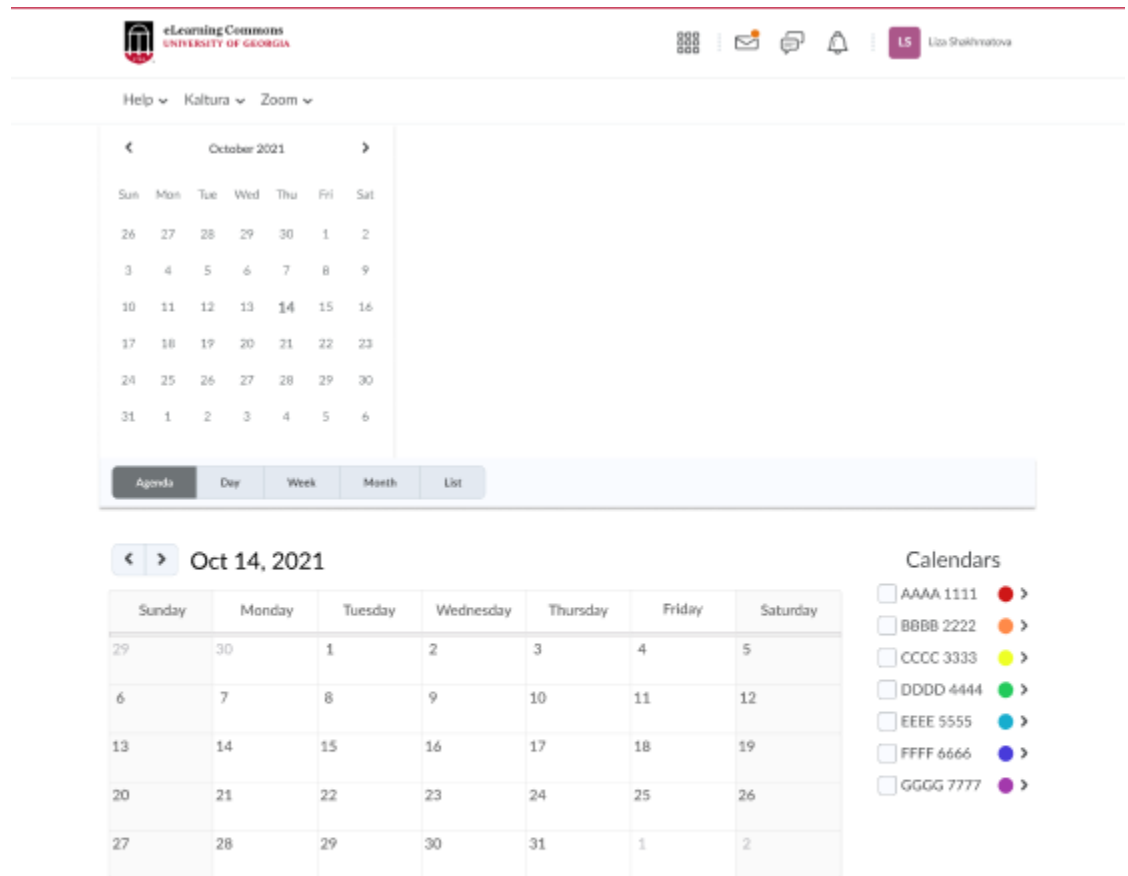 eLearning Commons
UNIVERSITY OF GEORGIA
LS Liza Shakhmatova
Help Kaltura Zoom
October 2021
Sun Mon Tue Wed Thu Fri Sat
26 27 28 29 30 1 2
3 4 5 6 7 8 9
10 11 12 13 14 15 16
17 18 19 20 21 22 23
24 25 26 27 28 29 30
31 1 2 3 4 5 6
Agenda Day Week Month List
Oct 14, 2021
Sunday Monday Tuesday Wednesday Thursday Friday Saturday
29 30 1 2 3 4 5
6 7 8 9 10 11 12
13 14 15 16 17 18 19
20 21 22 23 24 25 26
27 28 29 30 31 1 2
Calendars
AAAA 1111
BBBB 2222
CCCC 3333
DDDD 4444
EEEE 5555
FFFF 6666
GGGG 7777